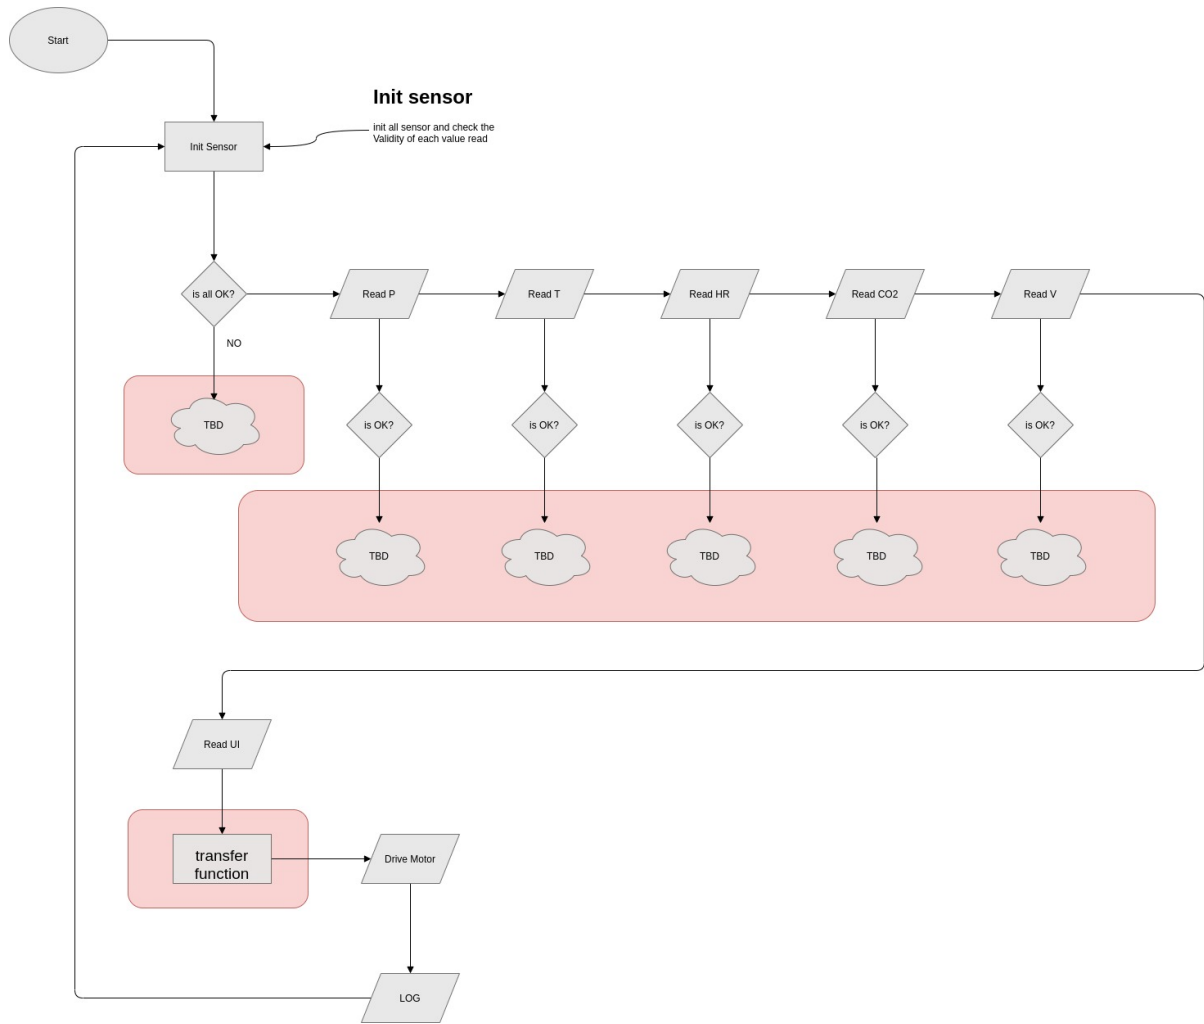 Start
Init sensor
init all sensor and check the
Validity of each value read
Init Sensor
is all OK?
Read P
Read T
Read HR
Read CO2
Read V
NO
TBD
is OK?
is OK?
is OK?
is OK?
is OK?
TBD
TBD
TBD
TBD
TBD
Read UI
transfer
function
Drive Motor
LOG